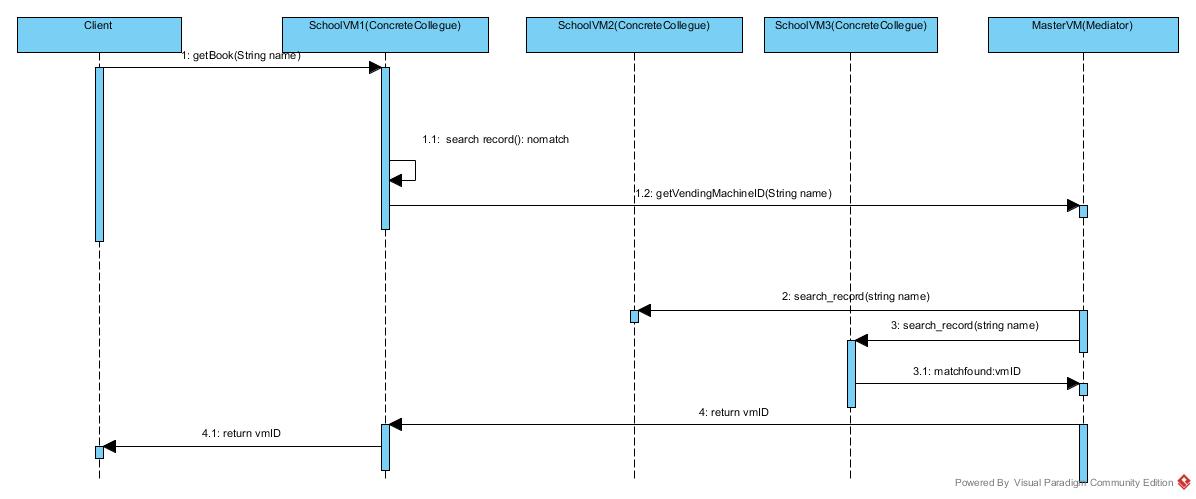 Client
SchoolVM1(ConcreteCollegue)
SchoolVM2(ConcreteCollegue)
SchoolVM3(ConcreteCollegue)
MasterVM(Mediator)
1: getBook(String name)
1.1: search record(): nomatch
1.2: getVendingMachineID(String name)
2: search_record(string name)
3: search_record(string name)
3.1: matchfound:vmID
4: return vmID
4.1: return vmID
Powered By Visual Paradigm Community Edition